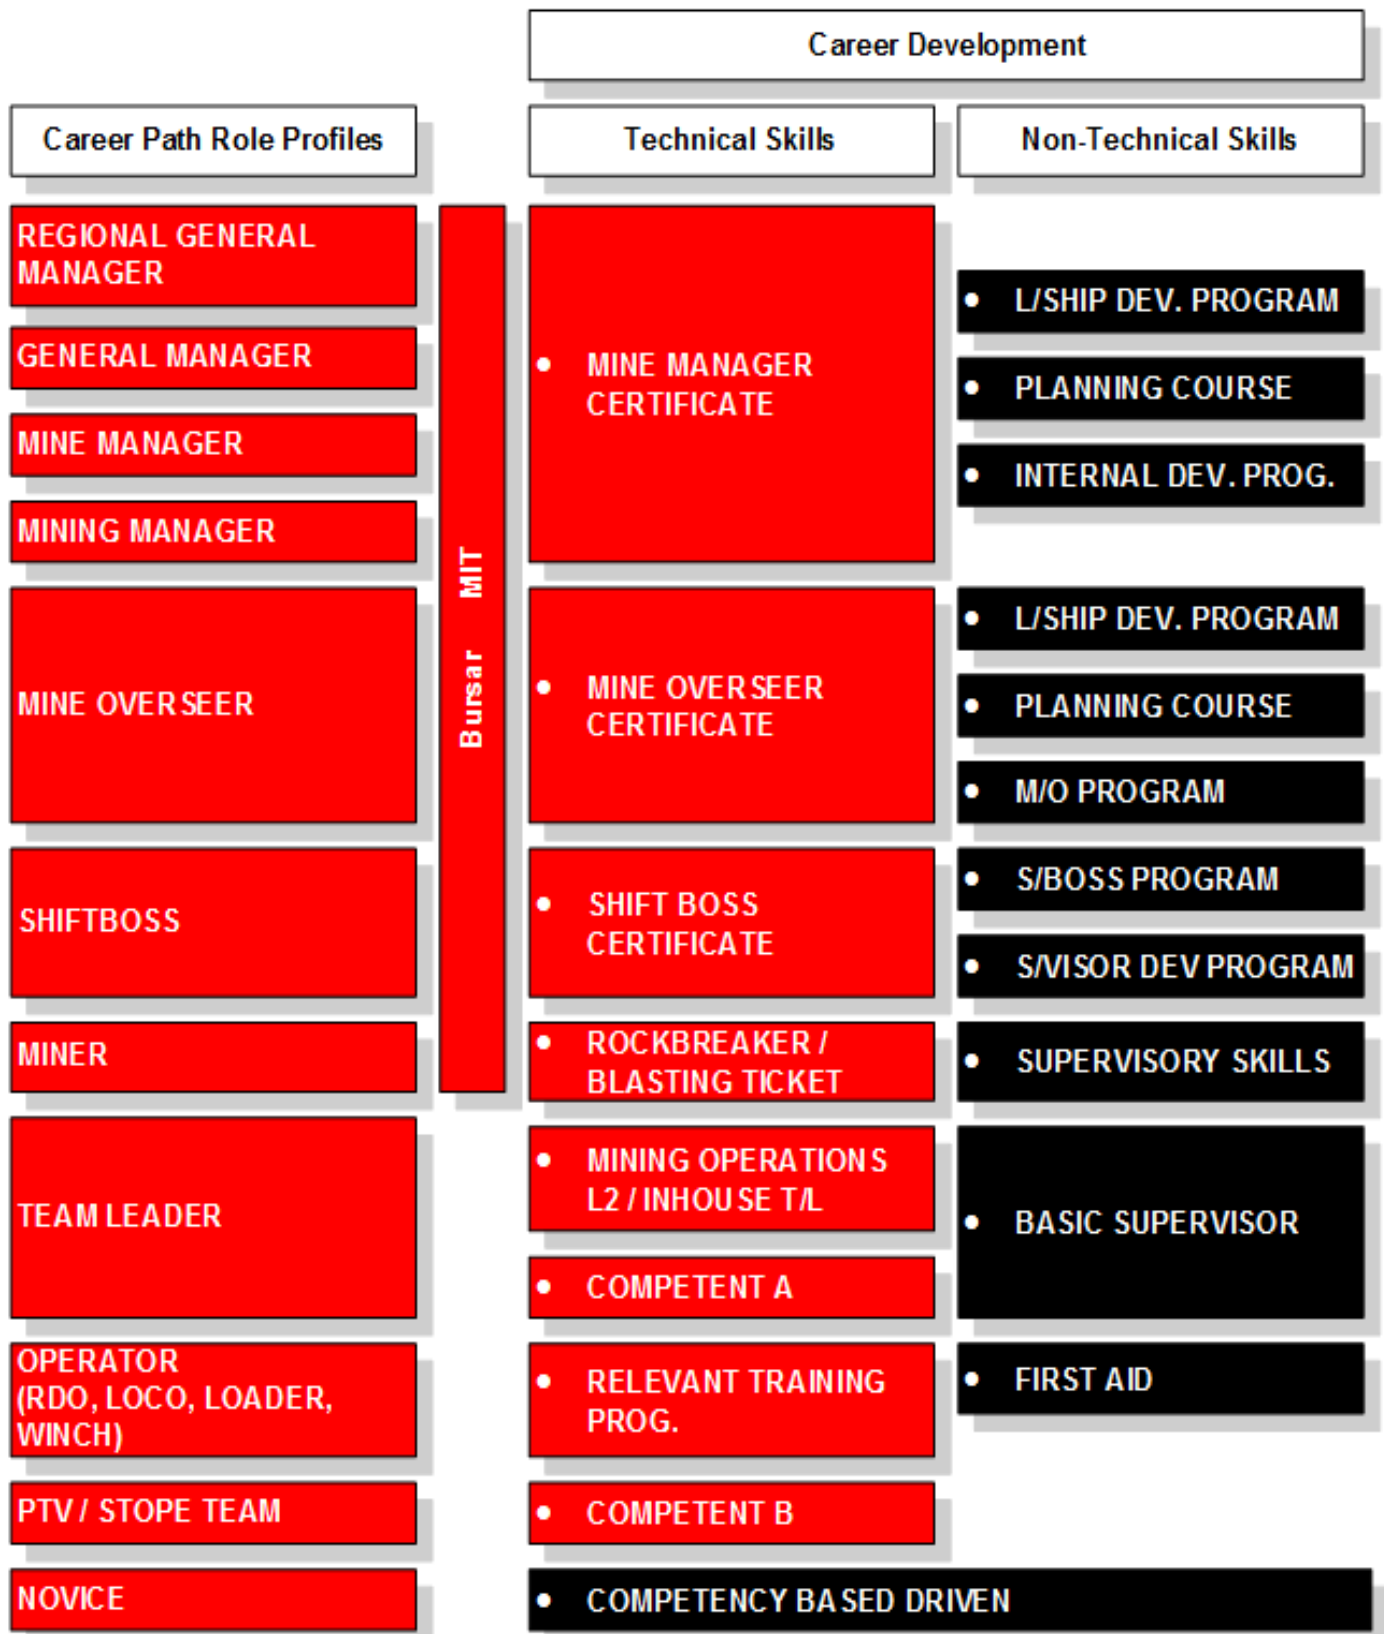 Career Development
Career Path Role Profiles
Technical Skills
Non-Technical Skills
REGIONAL GENERAL
MANAGER
GENERAL MANAGER
MINE MANAGER
MINING MANAGER
MINE OVERSEER
SHIFTBOSS
MINER
TEAM LEADER
OPERATOR
(RDO, LOCO, LOADER,
WINCH)
PTV / STOPE TEAM
NOVICE
Bursar MIT
• MINE MANAGER
CERTIFICATE
• MINE OVERSEER
CERTIFICATE
• SHIFT BOSS
CERTIFICATE
• ROCKBREAKER /
BLASTING TICKET
• MINING OPERATIONS
L2 / INHOUSE T/L
• COMPETENT A
• RELEVANT TRAINING
PROG.
• COMPETENT B
• COMPETENCY BASED DRIVEN
• L/SHIP DEV. PROGRAM
• PLANNING COURSE
• INTERNAL DEV. PROG.
• L/SHIP DEV. PROGRAM
• PLANNING COURSE
• M/O PROGRAM
• S/BOSS PROGRAM
• S/VISOR DEV PROGRAM
• SUPERVISORY SKILLS
• BASIC SUPERVISOR
• FIRST AID